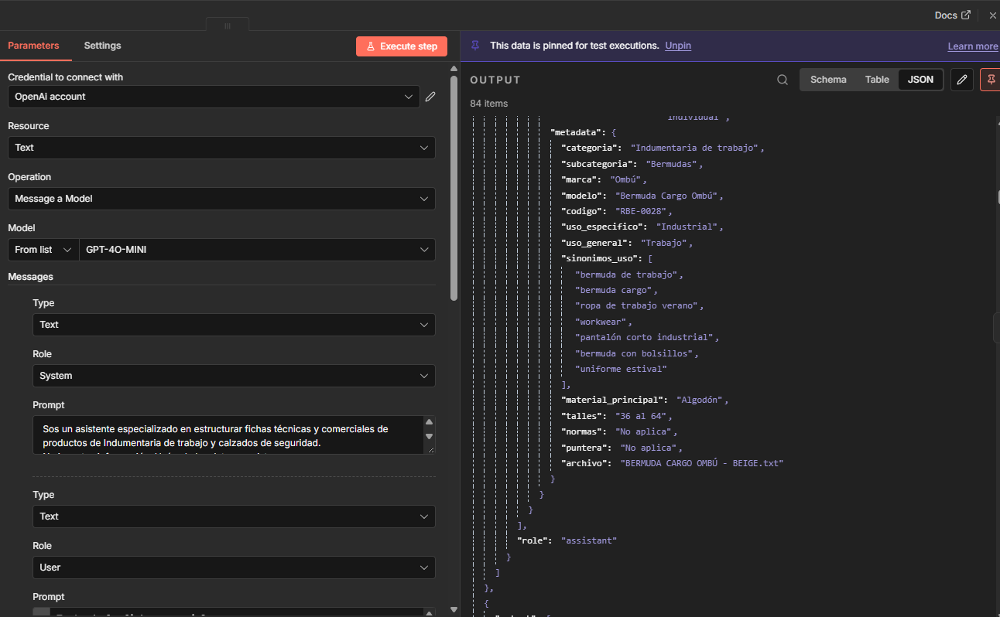 Docs
Parameters
Settings
Execute step
This data is pinned for test executions. Unpin
Learn more
Credential to connect with
OpenAi account
Resource
Text
Operation
Message a Model
Model
From list
GPT-4O-MINI
Messages
Type
Text
Role
System
Prompt
Sos un asistente especializado en estructurar fichas técnicas y comerciales de
productos de Indumentaria de trabajo y calzados de seguridad.
Type
Text
Role
User
Prompt
OUTPUT
Schema
Table
JSON
84 items
individual",
"metadata": {
"categoria": "Indumentaria de trabajo",
"subcategoria": "Bermudas",
"marca": "Ombú",
"modelo": "Bermuda Cargo Ombú",
"codigo": "RBE-0028",
"uso_especifico": "Industrial",
"uso_general": "Trabajo",
"sinonimos_uso": [
"bermuda de trabajo",
"bermuda cargo",
"ropa de trabajo verano",
"workwear",
"pantalón corto industrial",
"bermuda con bolsillos",
"uniforme estival"
],
"material_principal": "Algodón",
"talles": "36 al 64",
"normas": "No aplica",
"puntera": "No aplica",
"archivo": "BERMUDA CARGO OMBÚ - BEIGE.txt"
}
}
}
],
"role": "assistant"
}
]
},
{